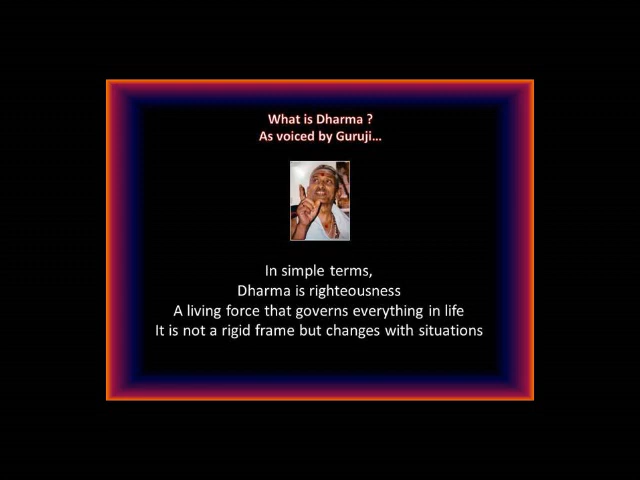 What is Dharma ?
As voiced by Guruji...
In simple terms,
Dharma is righteousness
A living force that governs everything in life
It is not a rigid frame but changes with situations